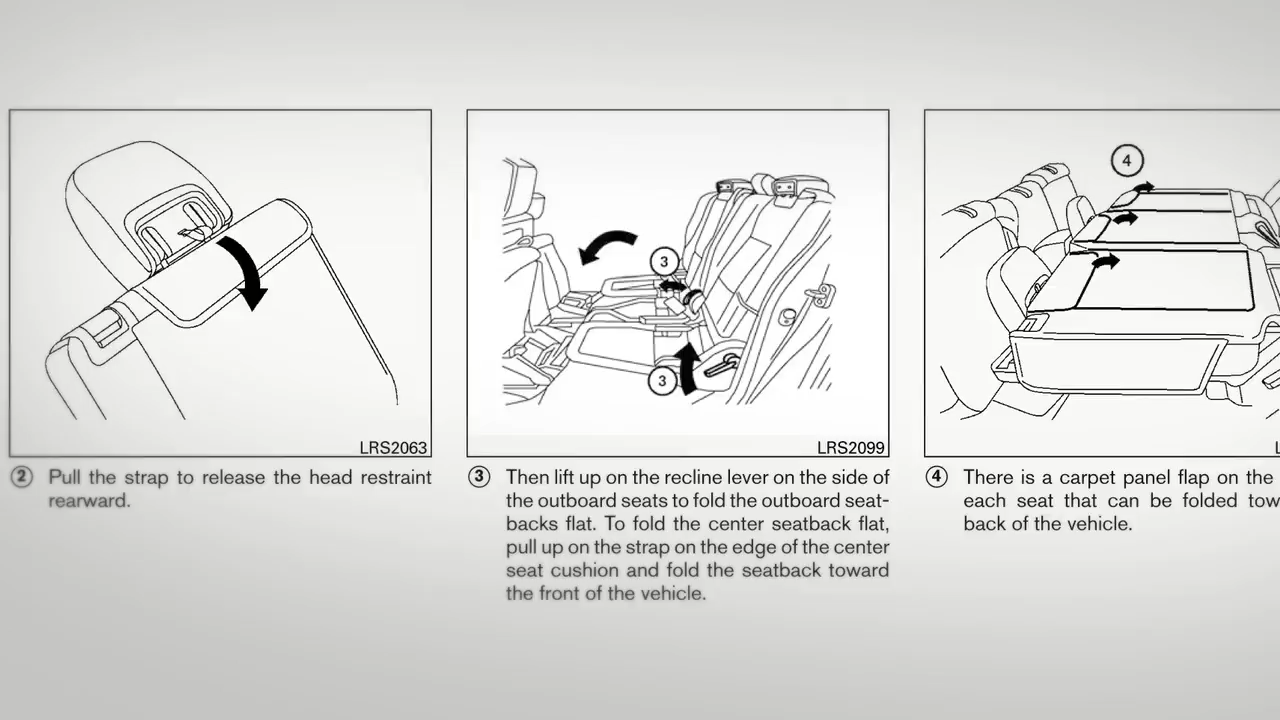 LRS2063
② Pull the strap to release the head restraint
rearward.
3
3
LRS2099
③ Then lift up on the recline lever on the side of
the outboard seats to fold the outboard seat-
backs flat. To fold the center seatback flat,
pull up on the strap on the edge of the center
seat cushion and fold the seatback toward
the front of the vehicle.
4
④ There is a carpet panel flap on the
each seat that can be folded
back of the vehicle.